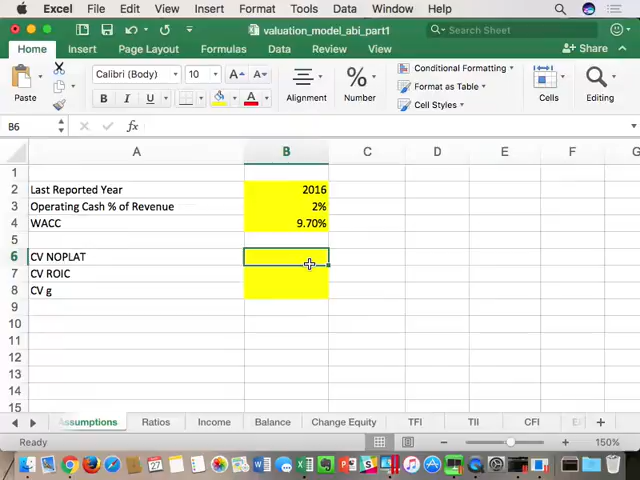 Excel File Edit View Insert Format Tools Data Window Help
valuation_model_abi_part1
Search Sheet
Home Insert Page Layout Formulas Data Review View
Share
Paste
Calibri (Body) 10 A A
B I U A
Alignment
Number
Conditional Formatting
Format as Table
Cell Styles
Cells
Editing
B6 fx
A B C D E F G
1
2 Last Reported Year 2016
3 Operating Cash % of Revenue 2%
4 WACC 9.70%
5
6 CV NOPLAT
7 CV ROIC
8 CV g
9
10
11
12
13
14
15
Assumptions Ratios Income Balance Change Equity TFI TII CFI
Ready 150%